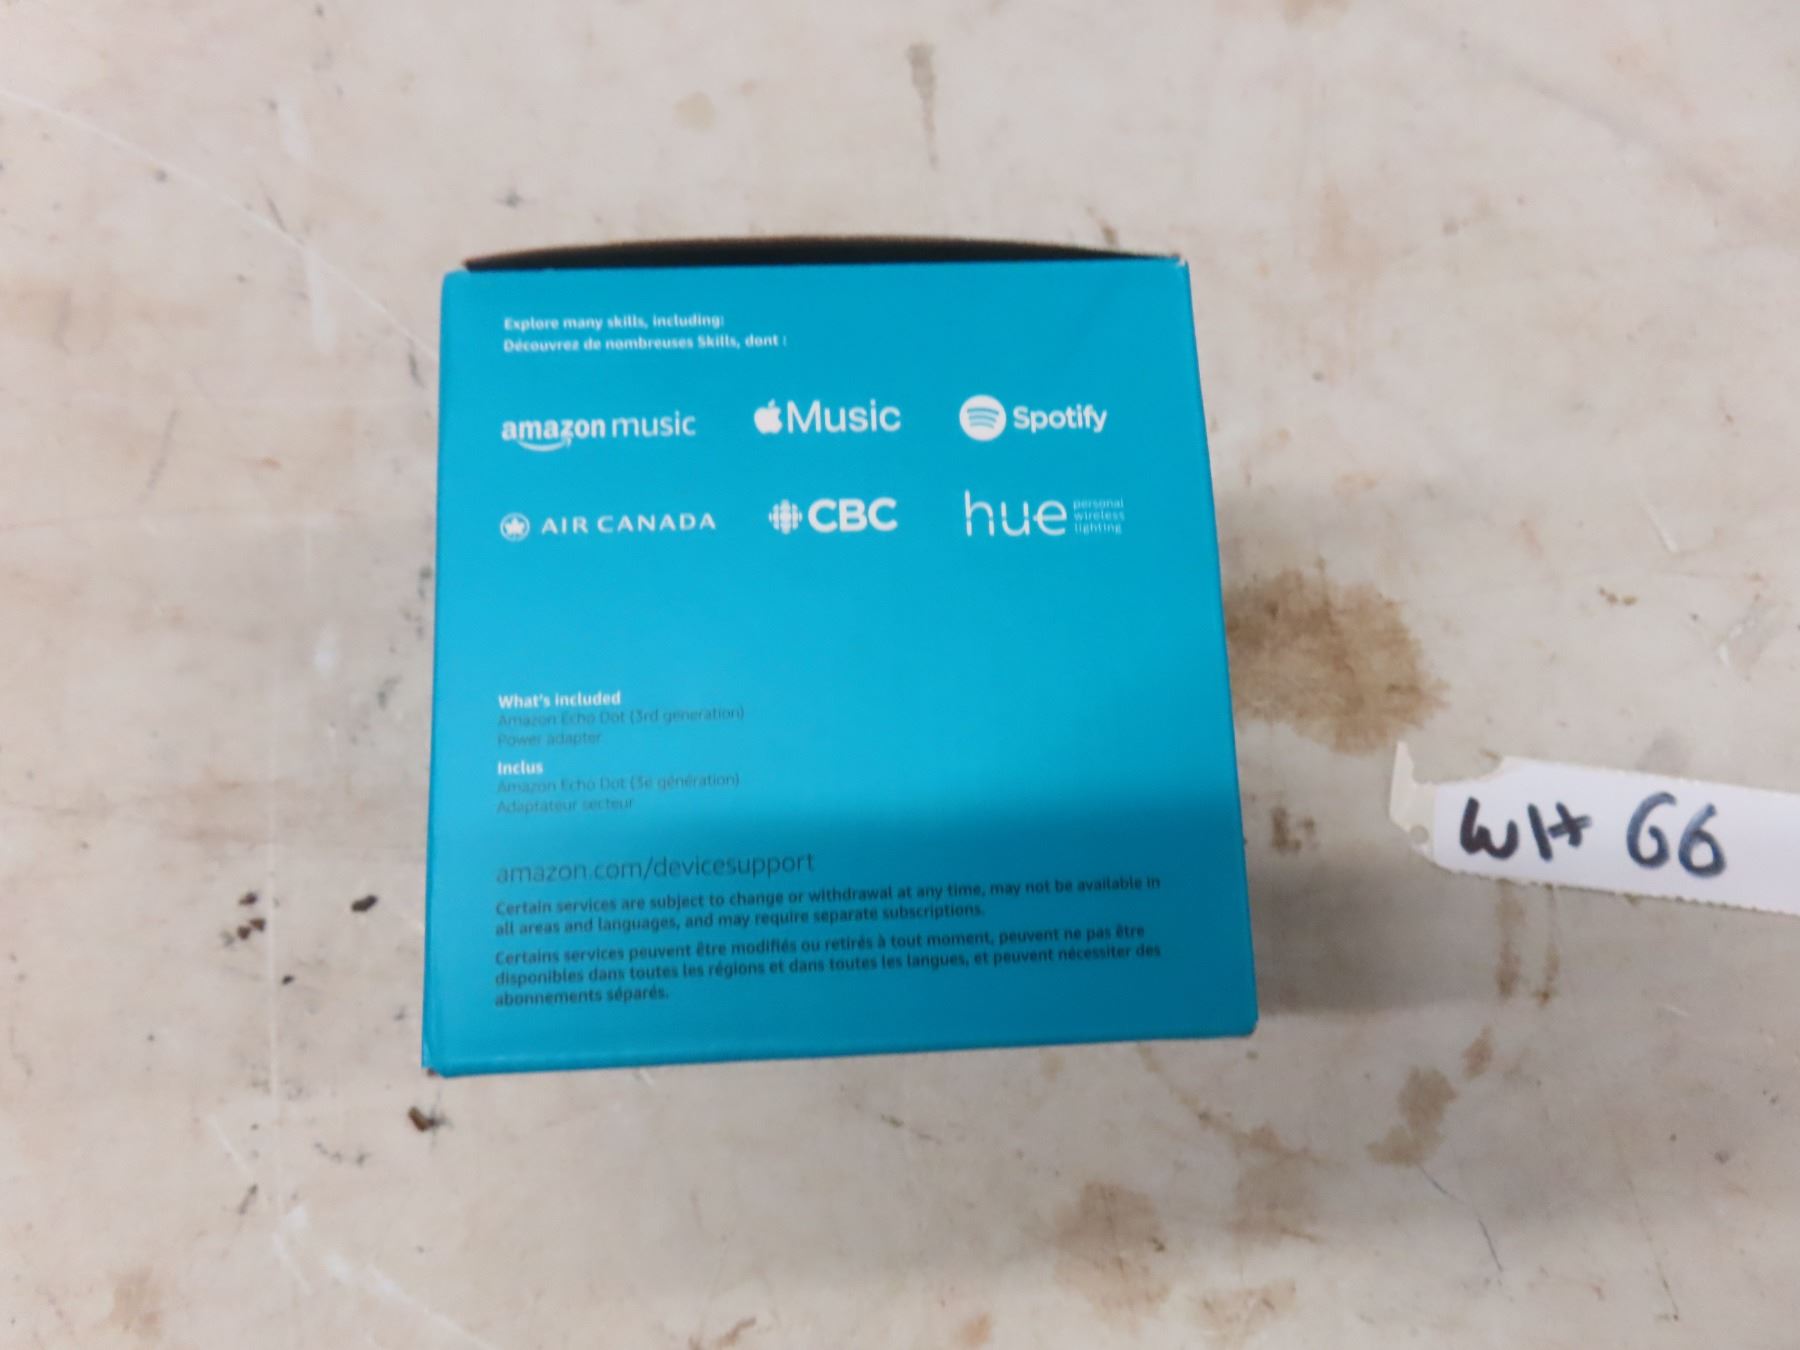 Explore many skills, including:
Découvrez de nombreuses Skills, dont :
amazon music
Music
Spotify
AIR CANADA
CBC
hue personal
wireless
lighting
What's included
Amazon Echo Dot (3rd generation)
Power adapter
Inclus
Amazon Echo Dot (3e génération)
Adaptateur secteur
amazon.com/devicesupport
Certain services are subject to change or withdrawal at any time, may not be available in
all areas and languages, and may require separate subscriptions.
Certains services peuvent être modifiés ou retirés à tout moment, peuvent ne pas être
disponibles dans toutes les régions et dans toutes les langues, et peuvent nécessiter des
abonnements séparés.
G6